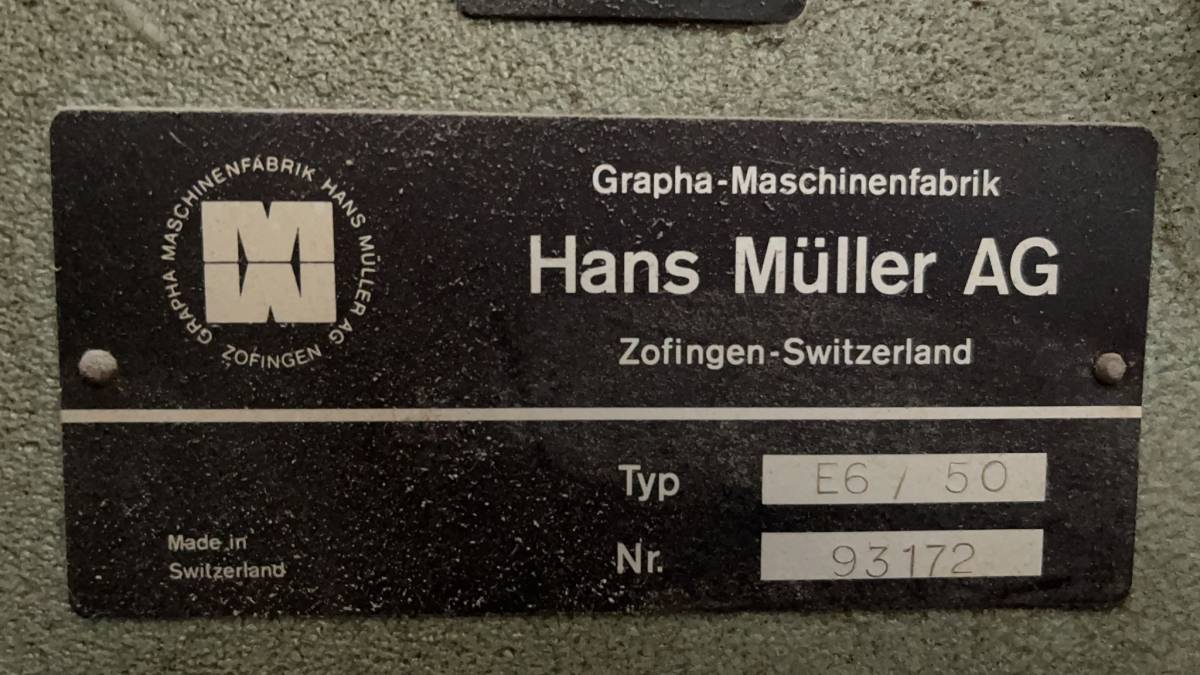 GRAPHA MASCHINENFABRIK HANS MÜLLER AG
ZOFINGEN
Grapha-Maschinenfabrik
Hans Müller AG
Zofingen-Switzerland
Typ E6 / 50
Nr. 93172
Made in
Switzerland